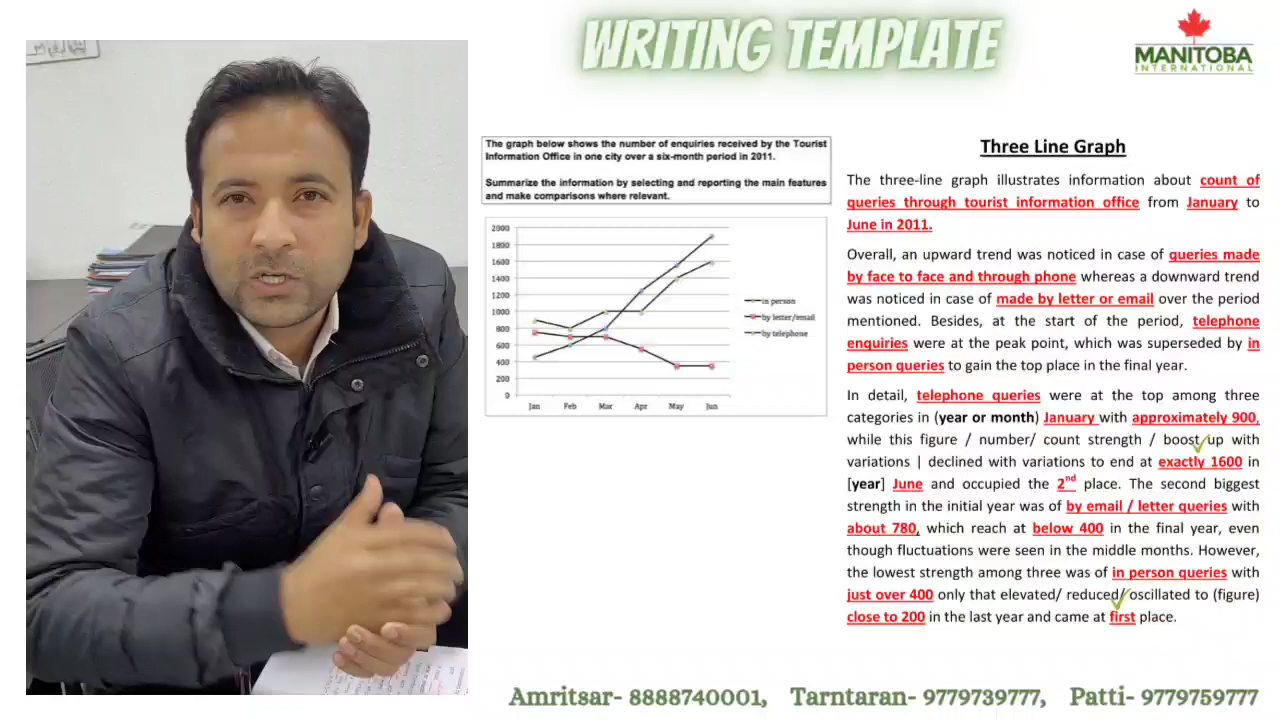 WRITING TEMPLATE
MANITOBA
INTERNATIONAL
The graph below shows the number of enquiries received by the Tourist
Information Office in one city over a six-month period in 2011.
Summarize the information by selecting and reporting the main features
and make comparisons where relevant.
2000
1800
1600
1400
1200
1000
800
600
400
200
0
Jan Feb Mar Apr May Jun
in person
by letter/email
by telephone
Three Line Graph
The three-line graph illustrates information about count of
queries through tourist information office from January to
June in 2011.
Overall, an upward trend was noticed in case of queries made
by face to face and through phone whereas a downward trend
was noticed in case of made by letter or email over the period
mentioned. Besides, at the start of the period, telephone
enquiries were at the peak point, which was superseded by in
person queries to gain the top place in the final year.
In detail, telephone queries were at the top among three
categories in (year or month) January with approximately 900,
while this figure / number/ count strength / boost up with
variations | declined with variations to end at exactly 1600 in
[year] June and occupied the 2nd place. The second biggest
strength in the initial year was of by email / letter queries with
about 780, which reach at below 400 in the final year, even
though fluctuations were seen in the middle months. However,
the lowest strength among three was of in person queries with
just over 400 only that elevated/ reduced/ oscillated to (figure)
close to 200 in the last year and came at first place.
Amritsar- 8888740001, Tarntaran- 9779739777, Patti- 9779759777